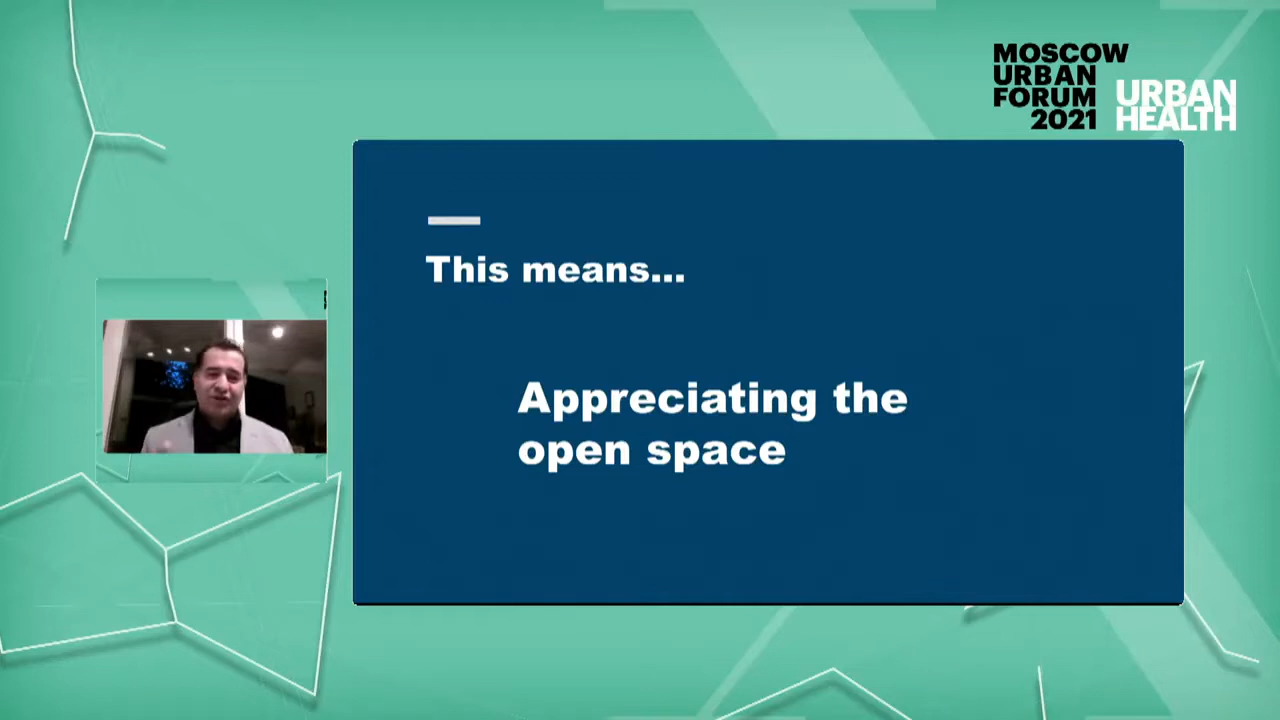 MOSCOW
URBAN
FORUM
2021
URBAN
HEALTH
This means...
Appreciating the
open space